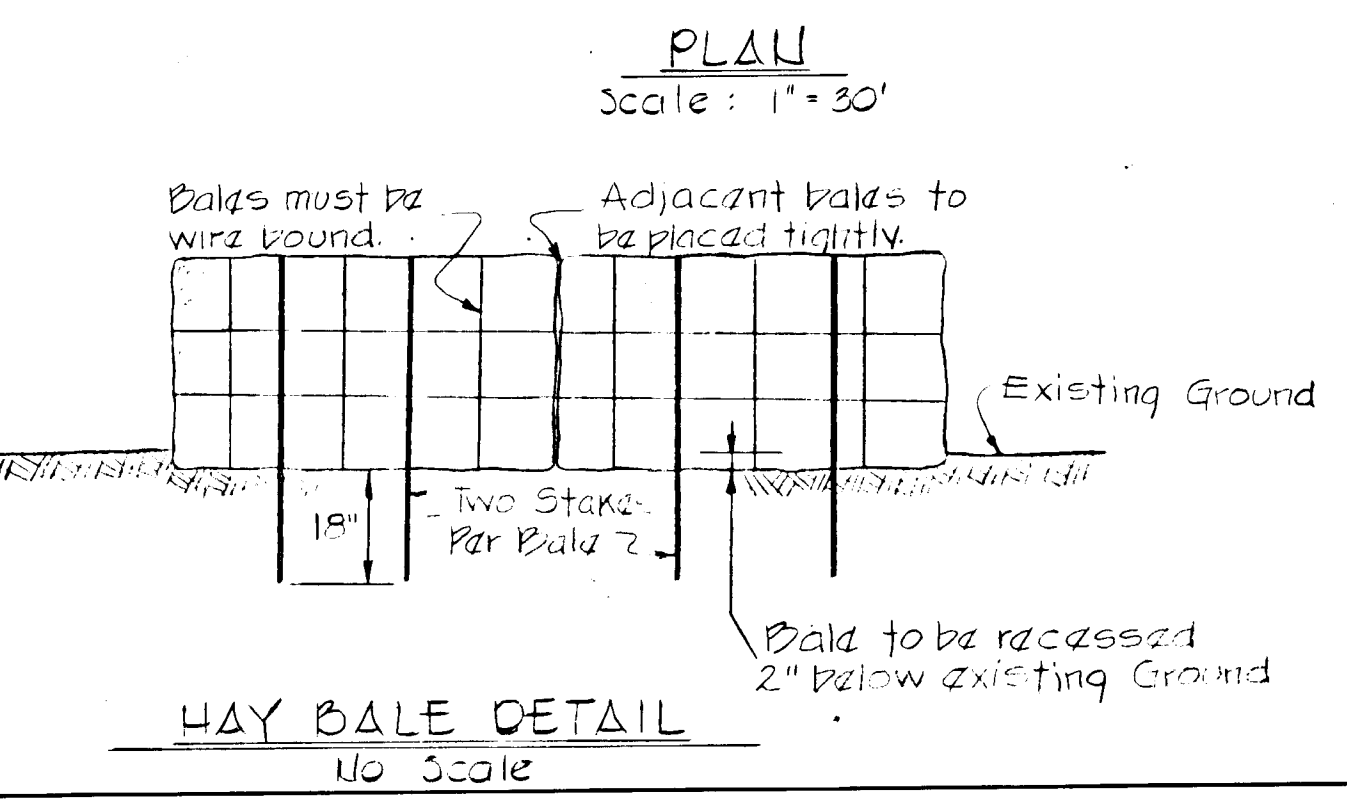 PLAN
Scale : 1" = 30'
Bales must be
wire bound.
Adjacent bales to
be placed tightly.
Existing Ground
18"
Two Stakes
Per Bale
Bale to be recessed
2" below existing Ground
HAY BALE DETAIL
No Scale